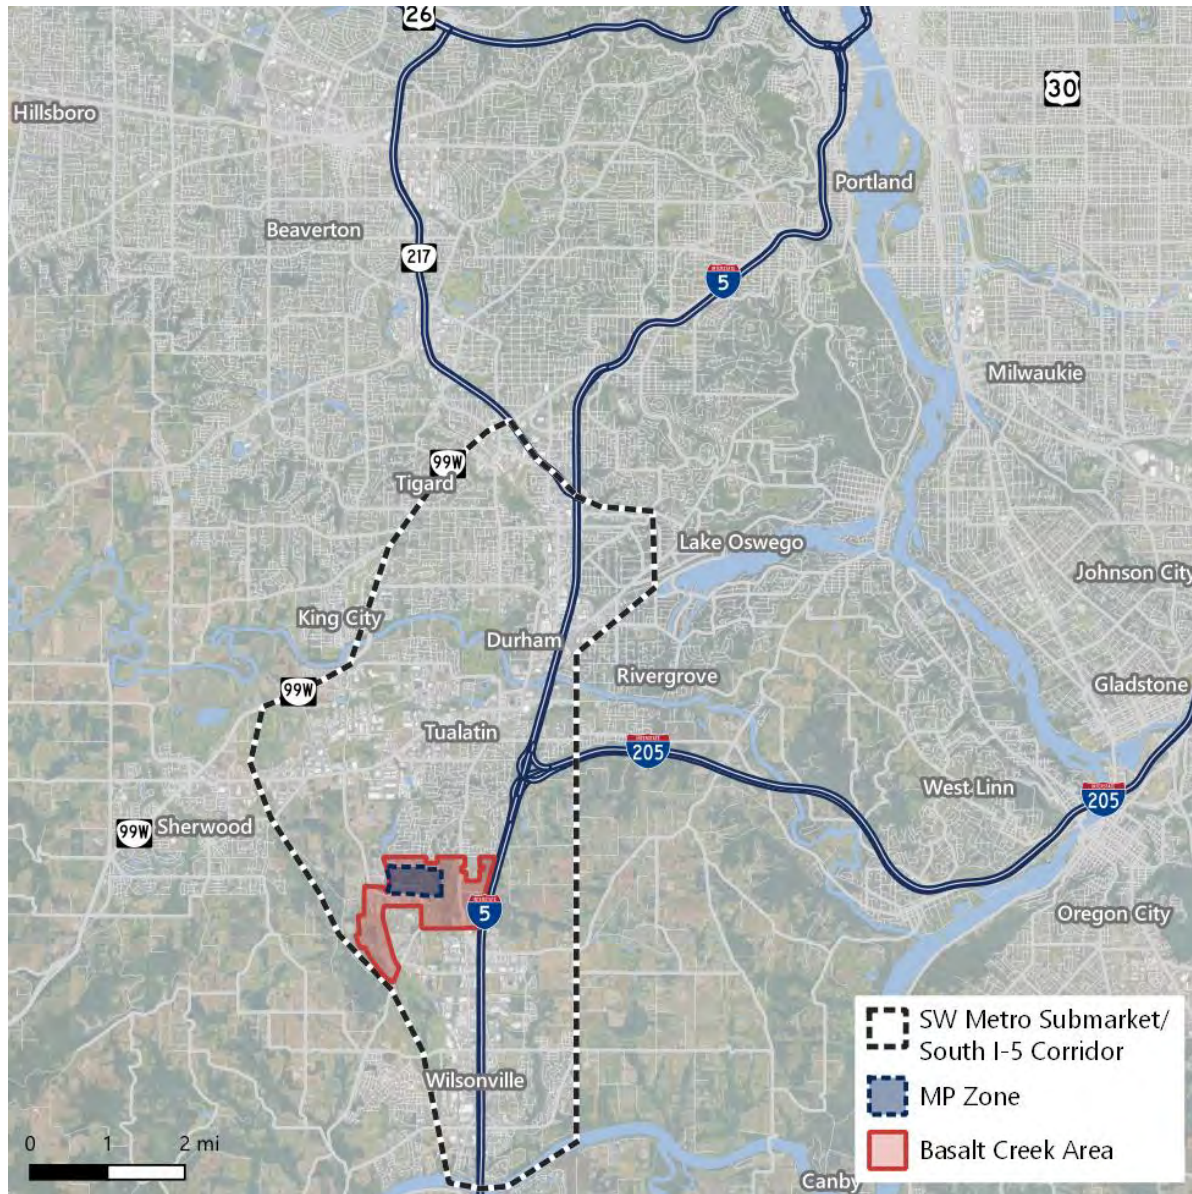 26
Hillsboro
30
Portland
Beaverton
217
5
Milwaukie
99W
Tigard
Lake Oswego
Johnson City
King City
Durham
Rivergrove
Gladstone
99W
Tualatin
205
West Linn
205
99W
Sherwood
5
Oregon City
SW Metro Submarket/
South I-5 Corridor
Wilsonville
MP Zone
0 1 2 mi
Basalt Creek Area
Canby